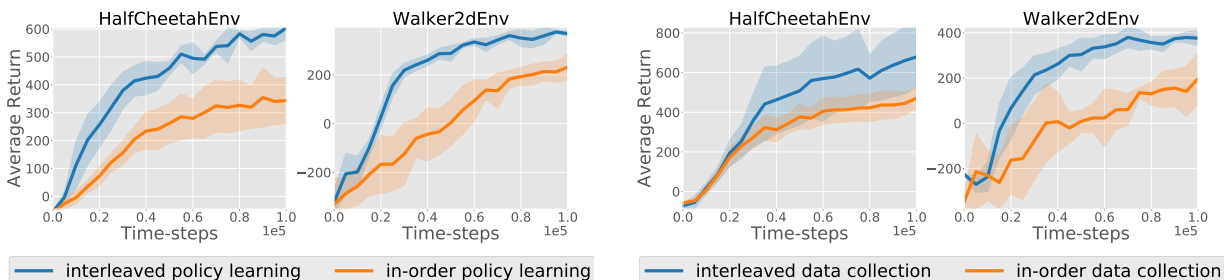 HalfCheetahEnv
Walker2dEnv
HalfCheetahEnv
Walker2dEnv
Average Return
600
500
400
300
200
100
0
0.0 0.2 0.4 0.6 0.8 1.0
1e5
Time-steps
200
0
−200
0.0 0.2 0.4 0.6 0.8 1.0
1e5
Time-steps
interleaved policy learning
in-order policy learning
Average Return
800
600
400
200
0
0.0 0.2 0.4 0.6 0.8 1.0
1e5
Time-steps
400
200
0
−200
0.0 0.2 0.4 0.6 0.8 1.0
1e5
Time-steps
interleaved data collection
in-order data collection